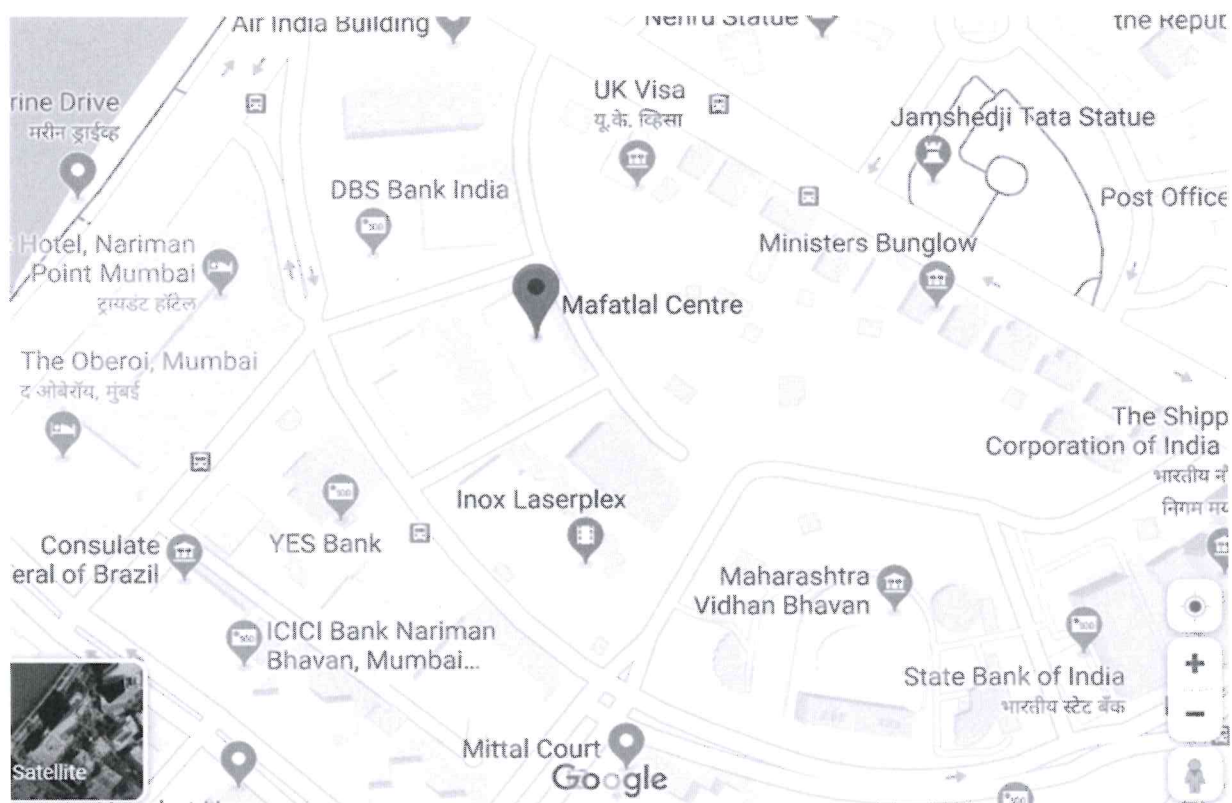 Air India Building
Nehru Statue
the Repub
rine Drive
मरीन ड्राईव्ह
UK Visa
यू.के. व्हिसा
Jamshedji Tata Statue
DBS Bank India
Post Office
Hotel, Nariman
Point Mumbai
ट्रायडंट हॉटेल
Ministers Bunglow
Mafatlal Centre
The Oberoi, Mumbai
द ओबेरॉय, मुंबई
The Shipp
Corporation of India
भारतीय
निगम
Inox Laserplex
YES Bank
Consulate
eral of Brazil
Maharashtra
Vidhan Bhavan
ICICI Bank Nariman
Bhavan, Mumbai...
State Bank of India
भारतीय स्टेट बँक
Mittal Court
Google
Satellite